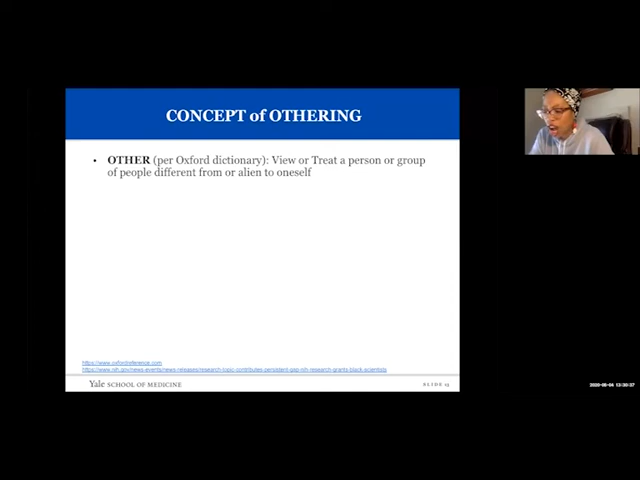 CONCEPT of OTHERING
• OTHER (per Oxford dictionary): View or Treat a person or group
of people different from or alien to oneself
https://www.oxfordreference.com
https://www.nih.gov/news-events/news-releases/research-topic-contributes-persistent-gap-nih-research-grants-black-scientists
Yale SCHOOL OF MEDICINE
SLIDE 13